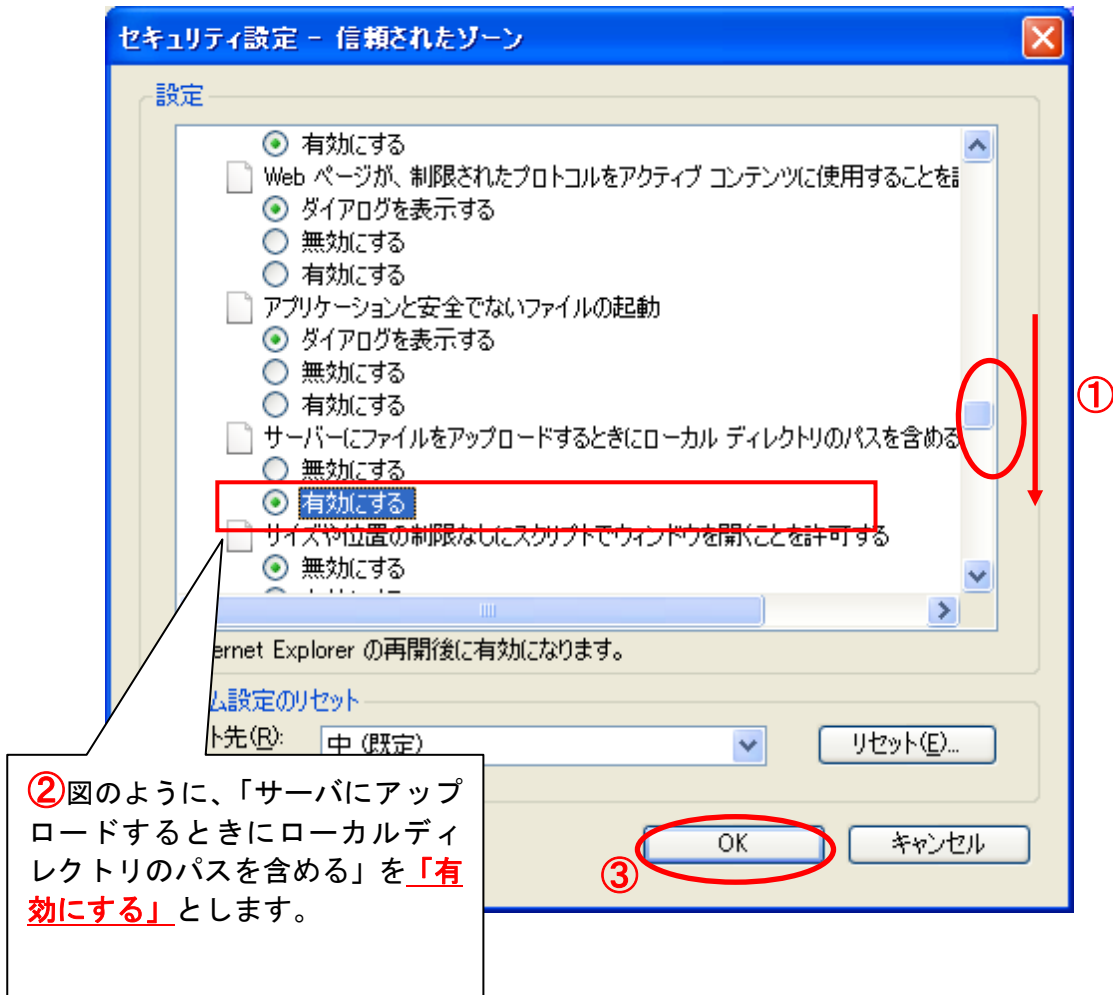 セキュリティ設定 - 信頼されたゾーン
設定
有効にする
Web ページが、制限されたプロトコルをアクティブ コンテンツに使用することを
ダイアログを表示する
無効にする
有効にする
アプリケーションと安全でないファイルの起動
ダイアログを表示する
無効にする
有効にする
①
サーバーにファイルをアップロードするときにローカル ディレクトリのパスを含める
無効にする
有効にする
サイズや位置の制限なしにスクリプトでウィンドウを開くことを許可する
無効にする
ernet Explorer の再開後に有効になります。
ム設定のリセット
ト先(R):
中 (既定)
リセット(E)...
②図のように、「サーバにアップ
ロードするときにローカルディ
レクトリのパスを含める」を「有
効にする」とします。
③
OK
キャンセル